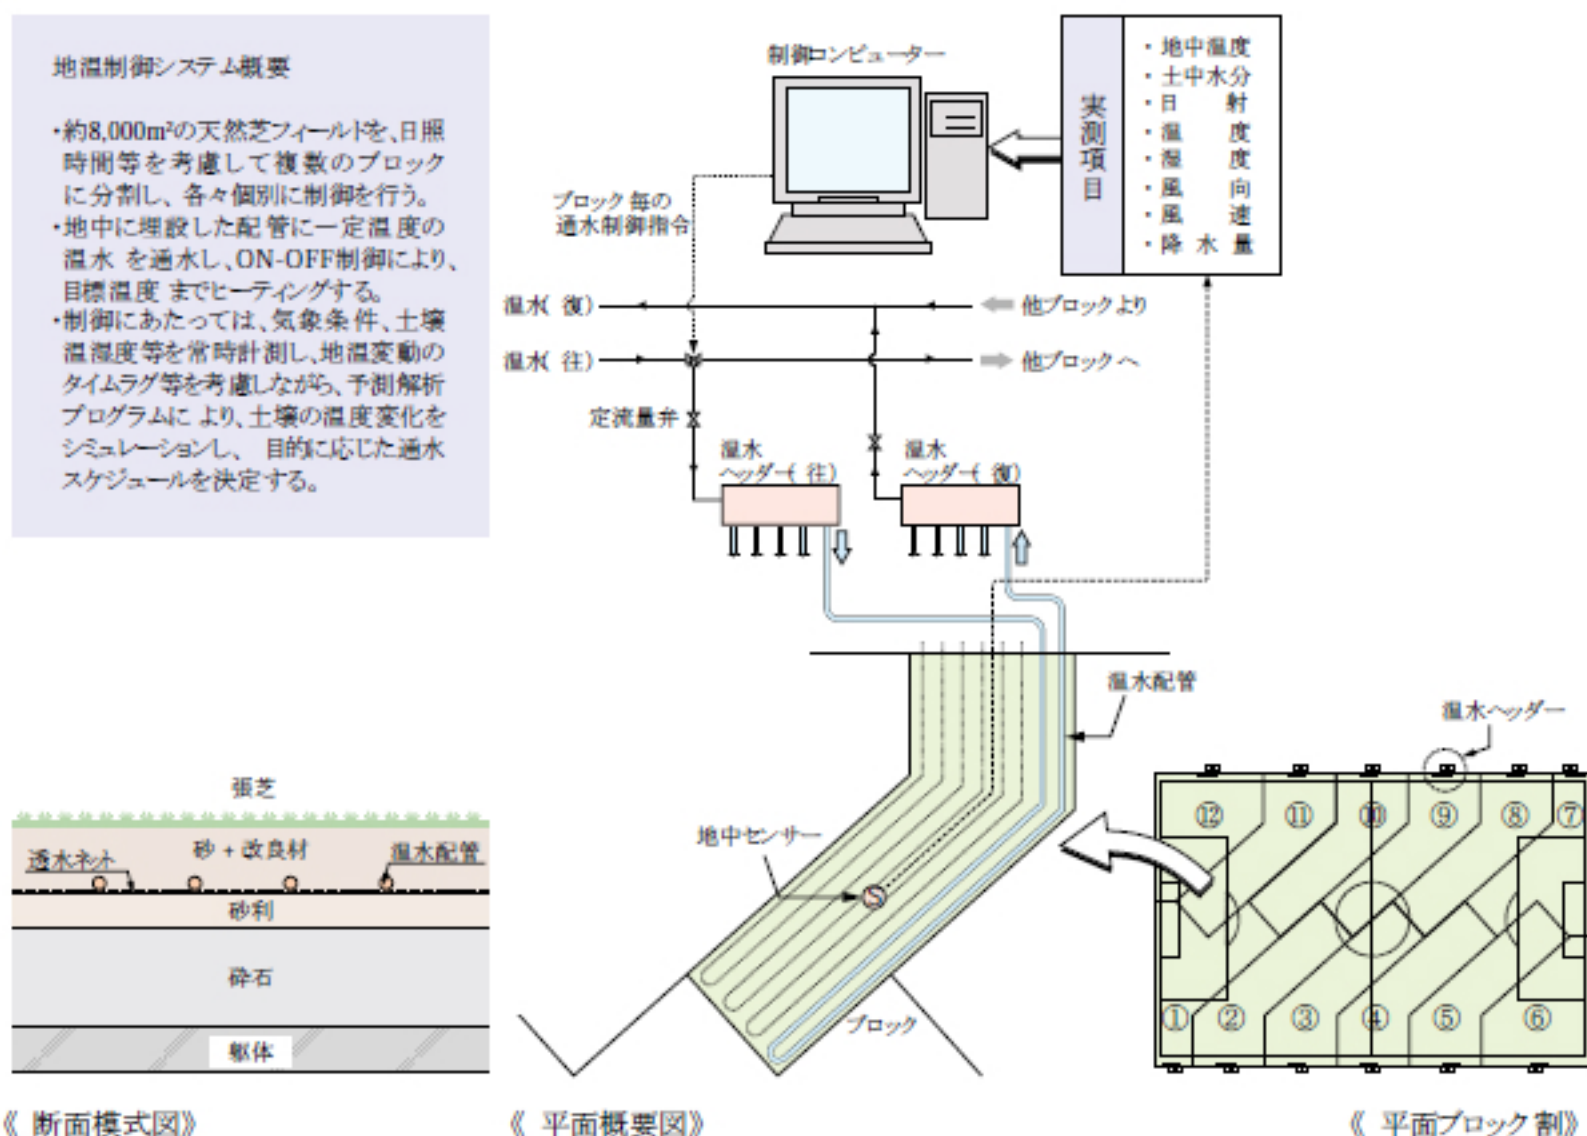 地温制御システム概要
・約8,000m²の天然芝フィールドを、日照
時間等を考慮して複数のブロック
に分割し、各々個別に制御を行う。
・地中に埋設した配管に一定温度の
温水 を通水し、ON-OFF制御により、
目標温度 までヒーティングする。
・制御にあたっては、気象条件、土壌
温湿度等を常時計測し、地温変動の
タイムラグ等を考慮しながら、予測解析
プログラムに より、土壌の温度変化を
シミュレーションし、 目的に応じた通水
スケジュールを決定する。
制御コンピューター
実測項目
・地中温度
・土中水分
・日 射
・温 度
・湿 度
・風 向
・風 速
・降 水 量
ブロック毎の
通水制御指令
温水( 復)
他ブロックより
温水( 往)
他ブロックへ
定流量弁
温水
ヘッダー( 往)
温水
ヘッダー( 復)
温水配管
地中センサー
ブロック
温水ヘッダー
⑫ ⑪ ⑩ ⑨ ⑧ ⑦
① ② ③ ④ ⑤ ⑥
張芝
砂 + 改良材
透水ネット
温水配管
砂利
砕石
躯体
《 断面模式図》
《 平面概要図》
《 平面ブロック割》